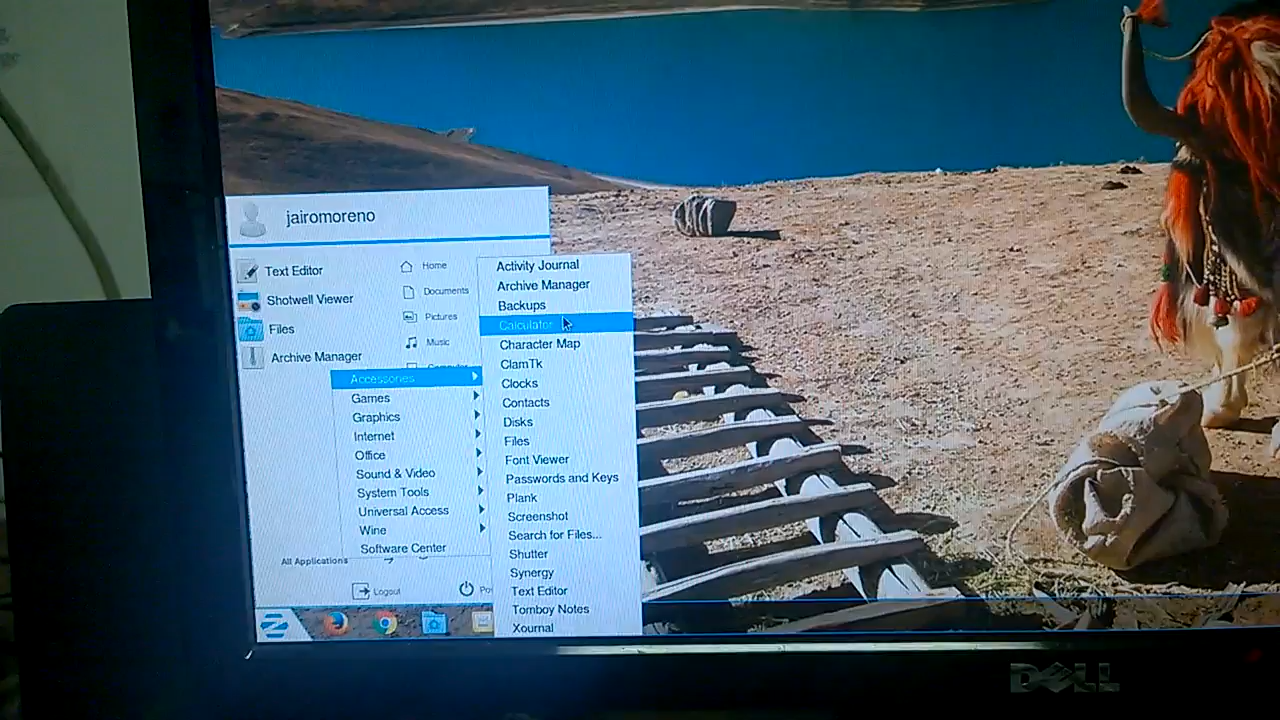 jairomoreno
Text Editor
Shotwell Viewer
Files
Archive Manager
Home
Documents
Pictures
Music
Computer
Accessories
Games
Graphics
Internet
Office
Sound & Video
System Tools
Universal Access
Wine
Software Center
Activity Journal
Archive Manager
Backups
Calculator
Character Map
ClamTk
Clocks
Contacts
Disks
Files
Font Viewer
Passwords and Keys
Plank
Screenshot
Search for Files...
Shutter
Synergy
Text Editor
Tomboy Notes
Xournal
All Applications
Logout
DELL